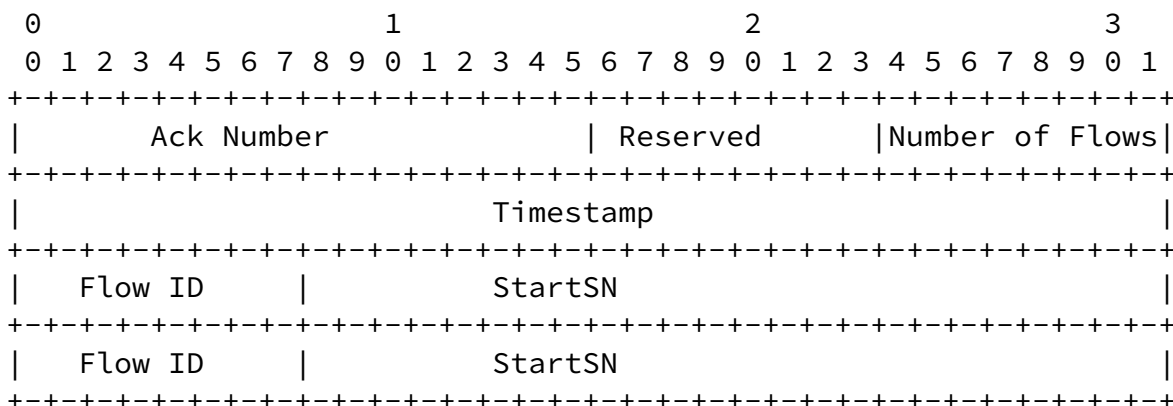 0                   1                   2                   3
 0 1 2 3 4 5 6 7 8 9 0 1 2 3 4 5 6 7 8 9 0 1 2 3 4 5 6 7 8 9 0 1
+-+-+-+-+-+-+-+-+-+-+-+-+-+-+-+-+-+-+-+-+-+-+-+-+-+-+-+-+-+-+-+-+
|       Ack Number              | Reserved      |Number of Flows|
+-+-+-+-+-+-+-+-+-+-+-+-+-+-+-+-+-+-+-+-+-+-+-+-+-+-+-+-+-+-+-+-+
|                         Timestamp                             |
+-+-+-+-+-+-+-+-+-+-+-+-+-+-+-+-+-+-+-+-+-+-+-+-+-+-+-+-+-+-+-+-+
|   Flow ID     |         StartSN                               |
+-+-+-+-+-+-+-+-+-+-+-+-+-+-+-+-+-+-+-+-+-+-+-+-+-+-+-+-+-+-+-+-+
|   Flow ID     |         StartSN                               |
+-+-+-+-+-+-+-+-+-+-+-+-+-+-+-+-+-+-+-+-+-+-+-+-+-+-+-+-+-+-+-+-+